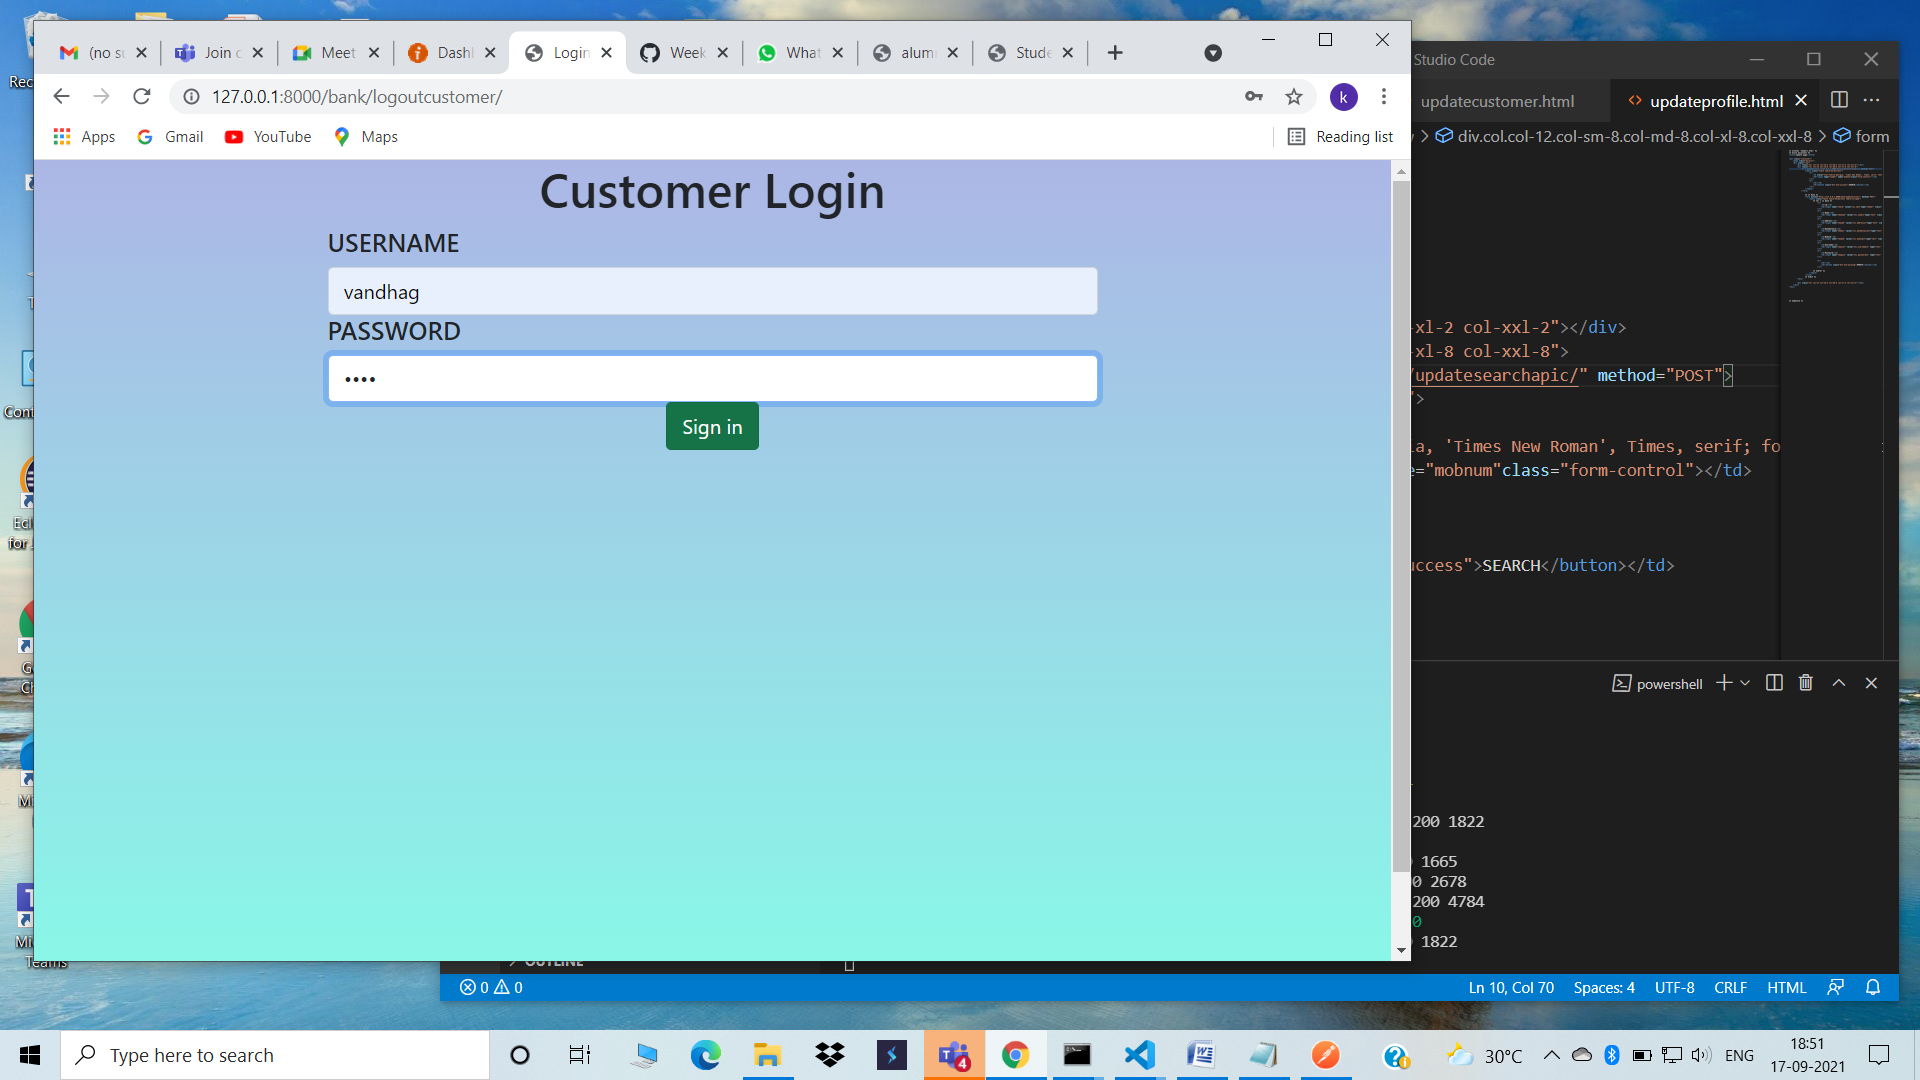 (no su
Join c
Meet
Dash
Login
Week
What
alum
Stude
127.0.0.1:8000/bank/logoutcustomer/
k
Apps
Gmail
YouTube
Maps
Reading list
Customer Login
USERNAME
vandhag
PASSWORD
••••
Sign in
Studio Code
updatecustomer.html
updateprofile.html
div.col.col-12.col-sm-8.col-md-8.col-xl-8.col-xxl-8
form
-xl-2 col-xxl-2"></div>
-xl-8 col-xxl-8">
/updatesearchapic/" method="POST">
">
ia, 'Times New Roman', Times, serif; fo
e="mobnum"class="form-control"></td>
uccess">SEARCH</button></td>
powershell
200 1822
1665
0 2678
200 4784
0
1822
OUTLINE
0 0
Ln 10, Col 70
Spaces: 4
UTF-8
CRLF
HTML
Rec
Cont
Ecl
for J
G
Ch
Mi
Mi
Teams
Type here to search
4
30°C
ENG
18:51
17-09-2021